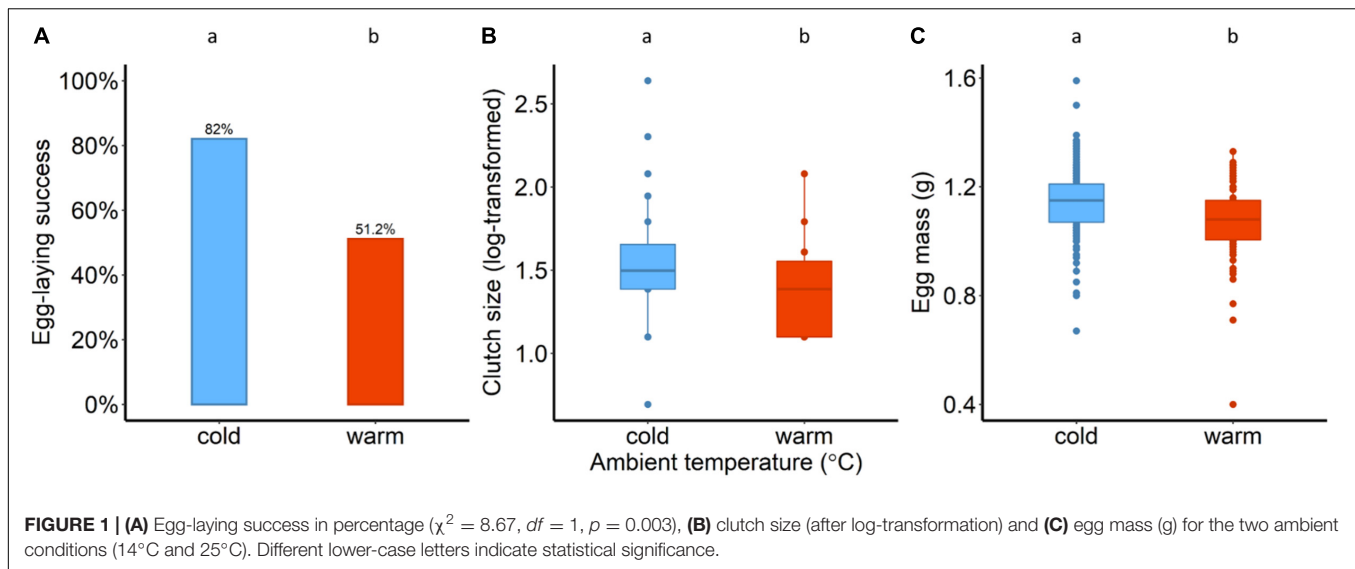 A a b
100%
80%
60%
40%
20%
0%
Egg-laying success
82%
51.2%
cold warm
B a b
2.5
2.0
1.5
1.0
Clutch size (log-transformed)
cold warm
Ambient temperature (°C)
C a b
1.6
1.2
0.8
0.4
Egg mass (g)
cold warm
FIGURE 1 | (A) Egg-laying success in percentage (χ² = 8.67, df = 1, p = 0.003), (B) clutch size (after log-transformation) and (C) egg mass (g) for the two ambient
conditions (14°C and 25°C). Different lower-case letters indicate statistical significance.